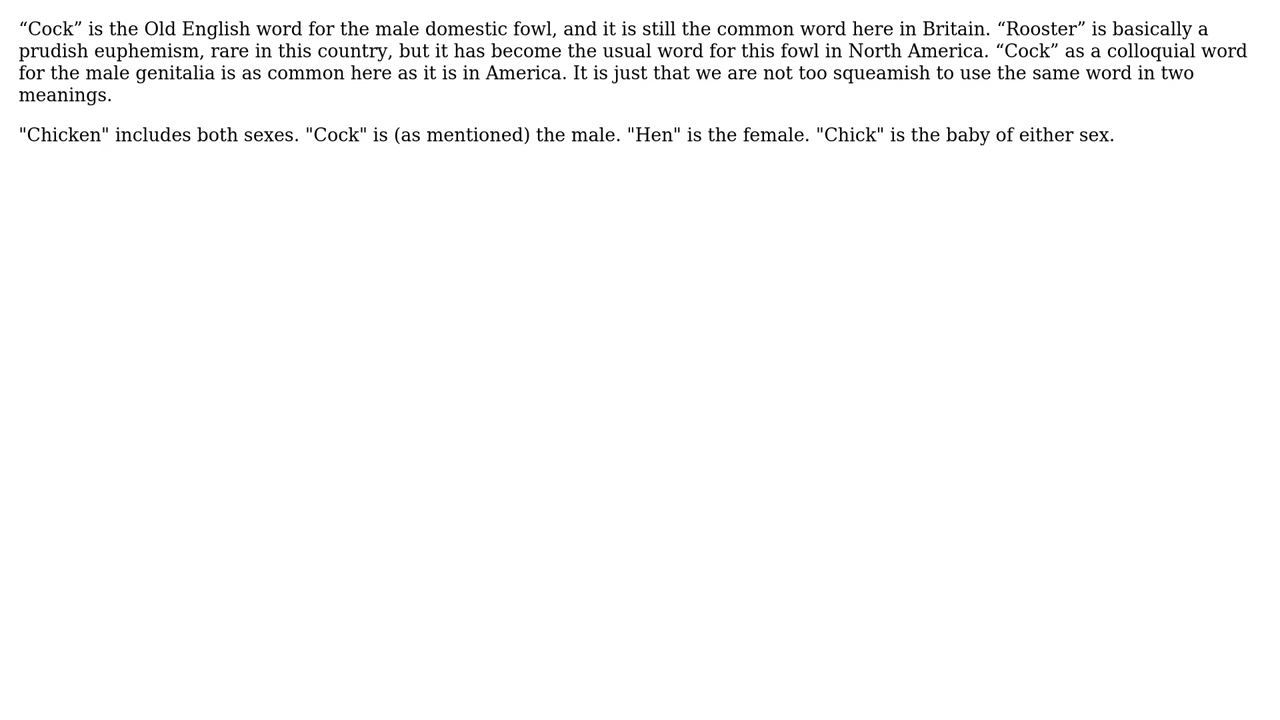 “Cock” is the Old English word for the male domestic fowl, and it is still the common word here in Britain. “Rooster” is basically a
prudish euphemism, rare in this country, but it has become the usual word for this fowl in North America. “Cock” as a colloquial word
for the male genitalia is as common here as it is in America. It is just that we are not too squeamish to use the same word in two
meanings.
"Chicken" includes both sexes. "Cock" is (as mentioned) the male. "Hen" is the female. "Chick" is the baby of either sex.